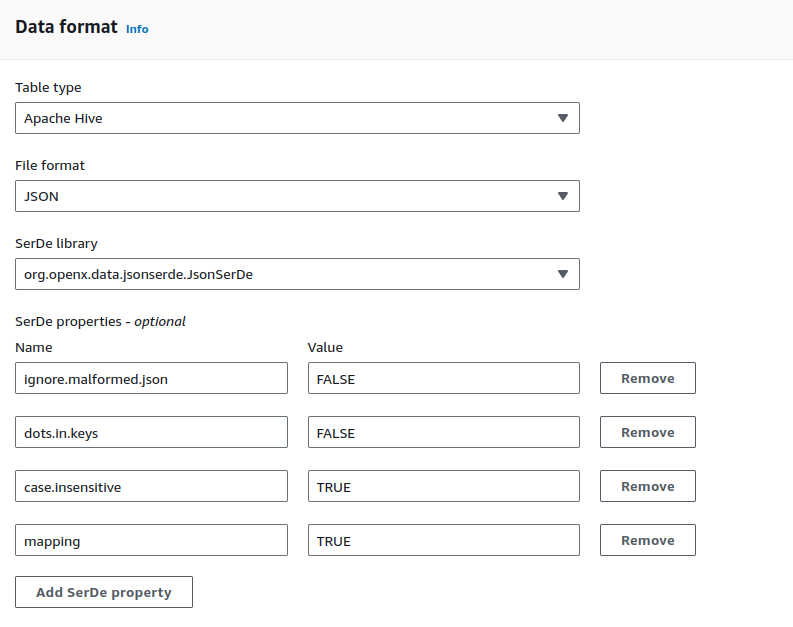 Data format Info
Table type
Apache Hive
File format
JSON
SerDe library
org.openx.data.jsonserde.JsonSerDe
SerDe properties - optional
Name Value
ignore.malformed.json FALSE Remove
dots.in.keys FALSE Remove
case.insensitive TRUE Remove
mapping TRUE Remove
Add SerDe property